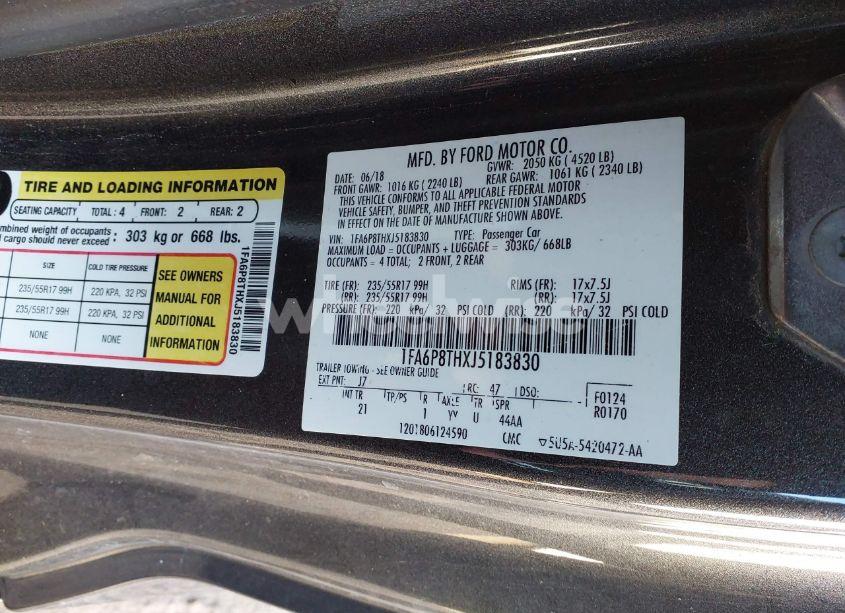 TIRE AND LOADING INFORMATION
SEATING CAPACITY TOTAL : 4 FRONT: 2 REAR: 2
mbined weight of occupants
cargo should never exceed : 303 kg or 668 lbs.
SIZE COLD TIRE PRESSURE
235/55R17 99H 220 KPA, 32 PSI
235/55R17 99H 220 KPA, 32 PSI
NONE NONE
SEE OWNERS
MANUAL FOR
ADDITIONAL
INFORMATION
1FA6P8THXJ5183830
MFD. BY FORD MOTOR CO.
DATE: 06/18 GVWR: 2050 KG ( 4520 LB)
FRONT GAWR: 1016 KG ( 2240 LB) REAR GAWR: 1061 KG ( 2340 LB)
THIS VEHICLE CONFORMS TO ALL APPLICABLE FEDERAL MOTOR
VEHICLE SAFETY, BUMPER, AND THEFT PREVENTION STANDARDS
IN EFFECT ON THE DATE OF MANUFACTURE SHOWN ABOVE.
VIN: 1FA6P8THXJ5183830 TYPE: Passenger Car
MAXIMUM LOAD = OCCUPANTS + LUGGAGE = 303KG/ 668LB
OCCUPANTS = 4 TOTAL; 2 FRONT, 2 REAR
TIRE (FR): 235/55R17 99H RIMS (FR): 17x7.5J
(RR): 235/55R17 99H (RR): 17x7.5J
PRESSURE (FR): 220 kPa/ 32 PSI COLD (RR): 220 kPa/ 32 PSI COLD
wheelwise
1FA6P8THXJ5183830
TRAILER TOWING - SEE OWNER GUIDE
EXT PNT: J7 RC: 47 DSO: F0124
INT TR TP/PS R AXLE TR SPR R0170
21 1 YV U 44AA
1201806124590 CMC 5U5A-5420472-AA